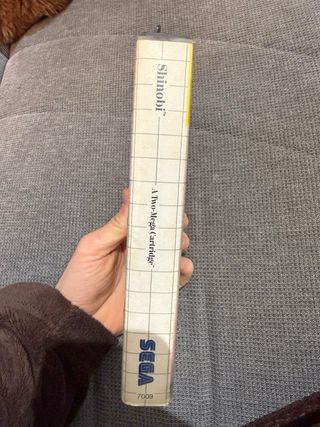 Shinobi™
A Two-Mega Cartridge™
SEGA
7009